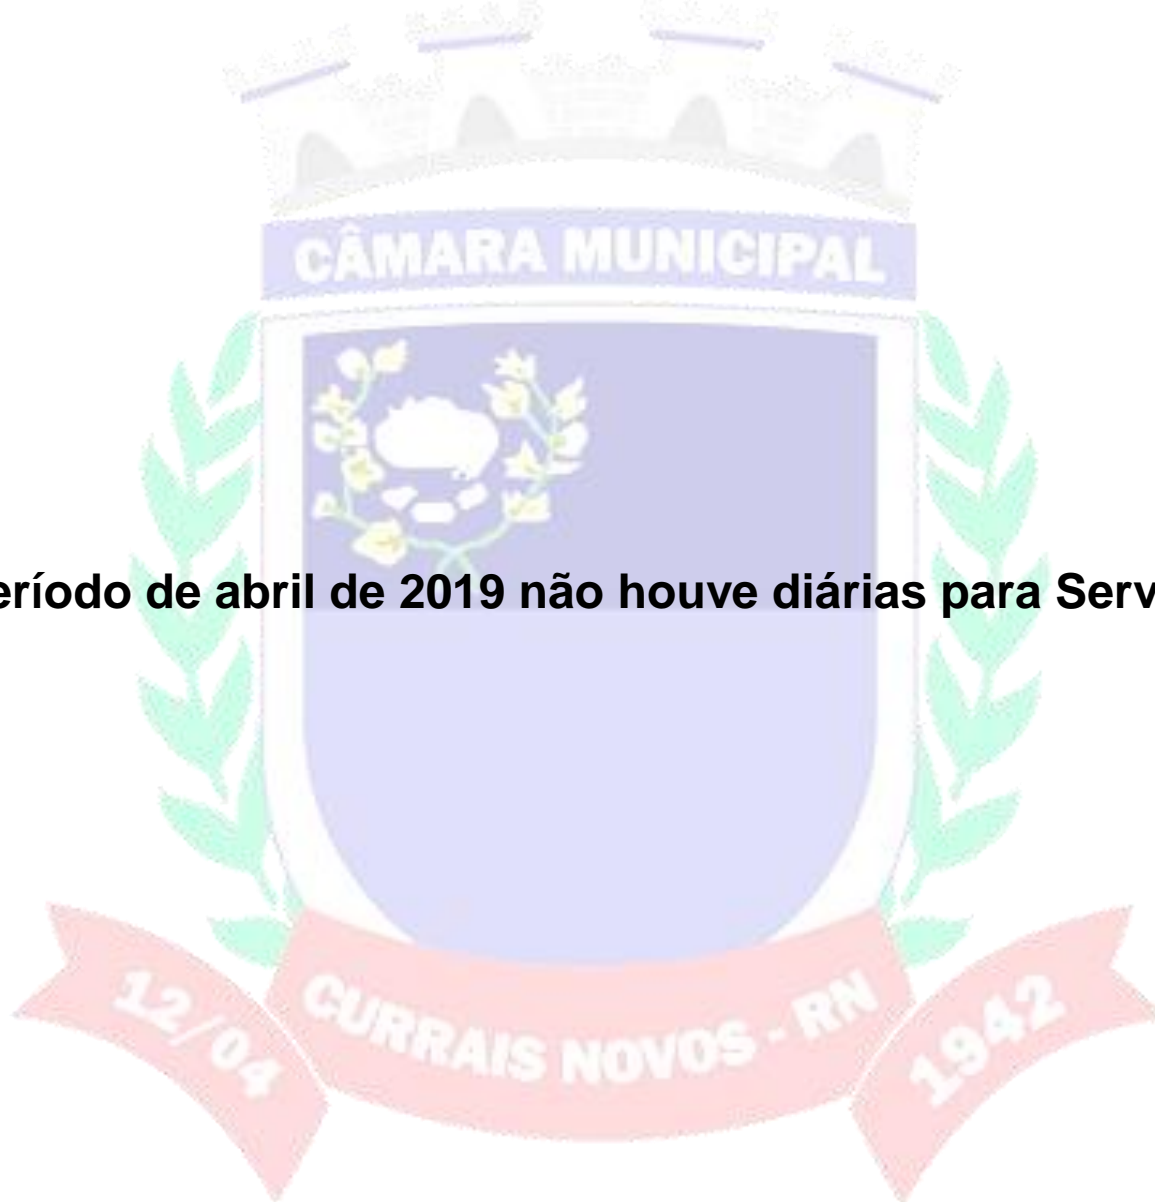 CÂMARA MUNICIPAL
eríodo de abril de 2019 não houve diárias para Serv
12/04
CURRAIS NOVOS - RN
1942